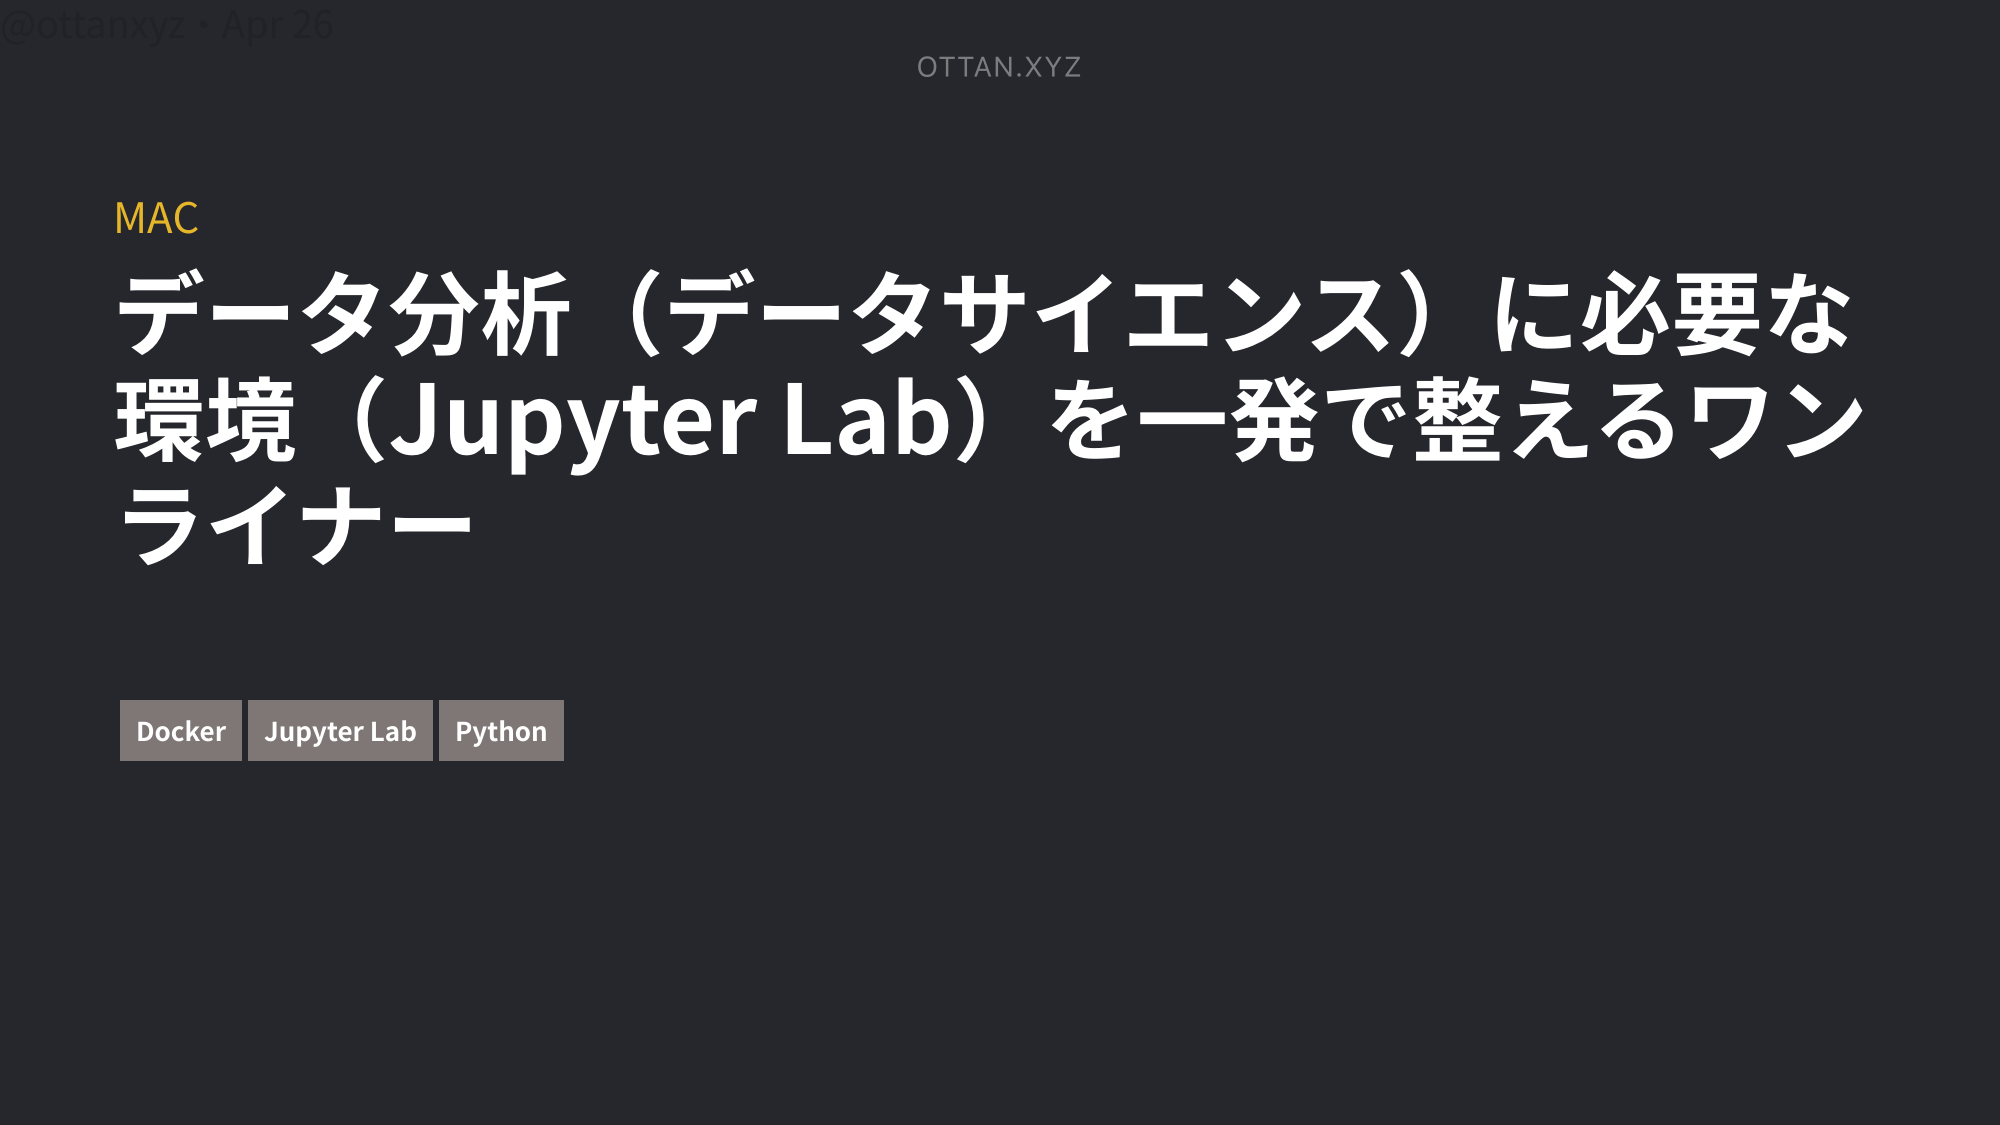 @ottanxyz・Apr 26
OTTAN.XYZ
MAC
データ分析（データサイエンス）に必要な
環境（Jupyter Lab）を一発で整えるワン
ライナー
Docker Jupyter Lab Python